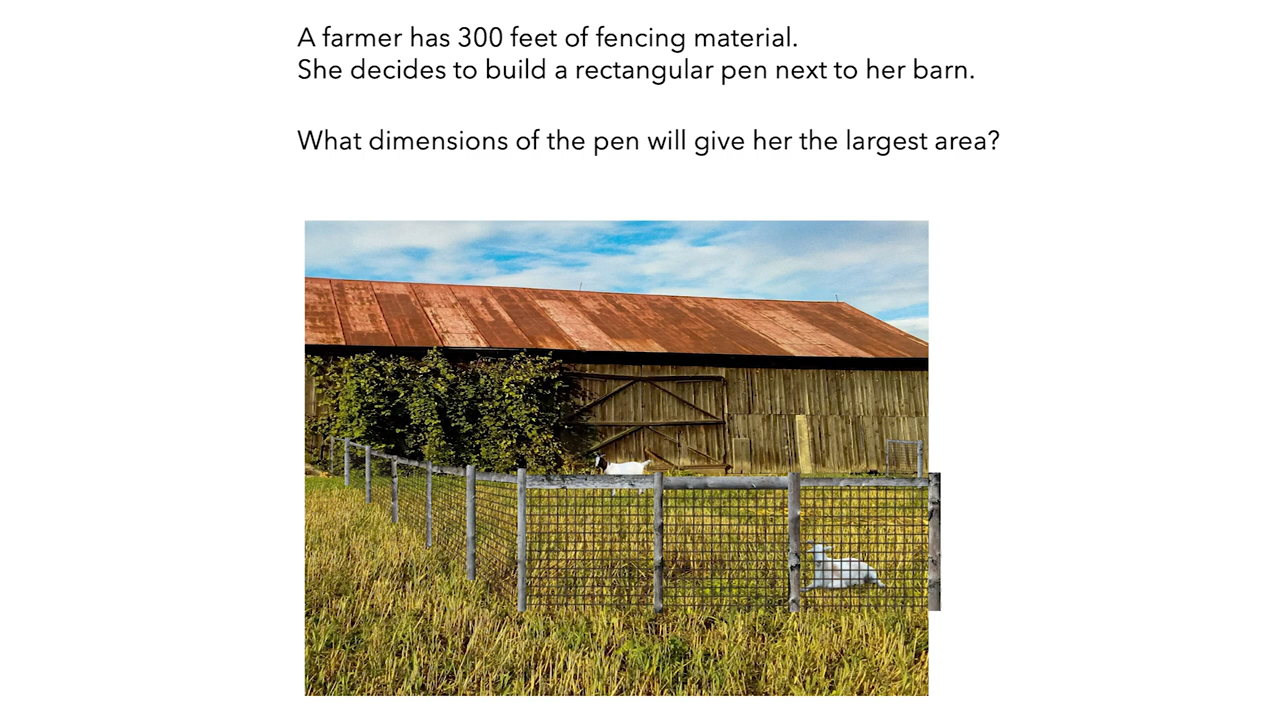 A farmer has 300 feet of fencing material.
She decides to build a rectangular pen next to her barn.
What dimensions of the pen will give her the largest area?